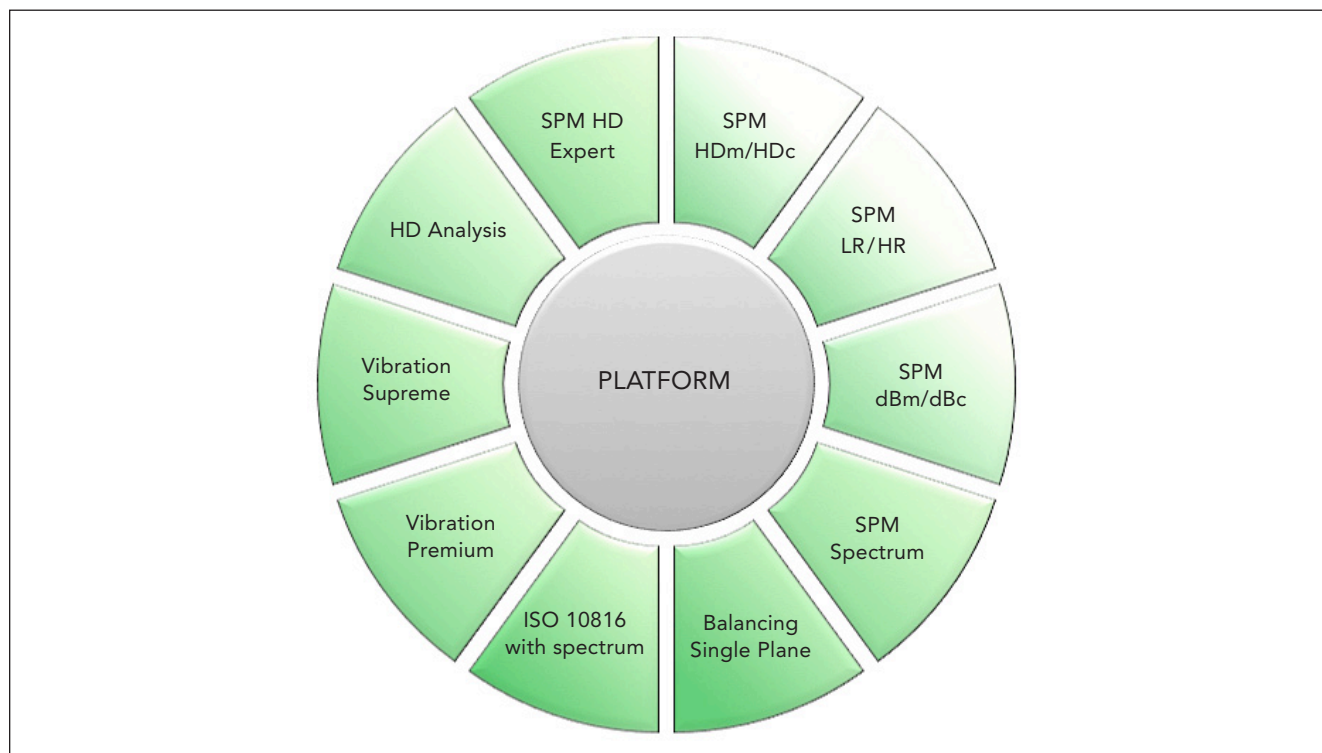 SPM HD
Expert
SPM
HDm/HDc
SPM
LR/HR
SPM
dBm/dBc
SPM
Spectrum
Balancing
Single Plane
ISO 10816
with spectrum
Vibration
Premium
Vibration
Supreme
HD Analysis
PLATFORM